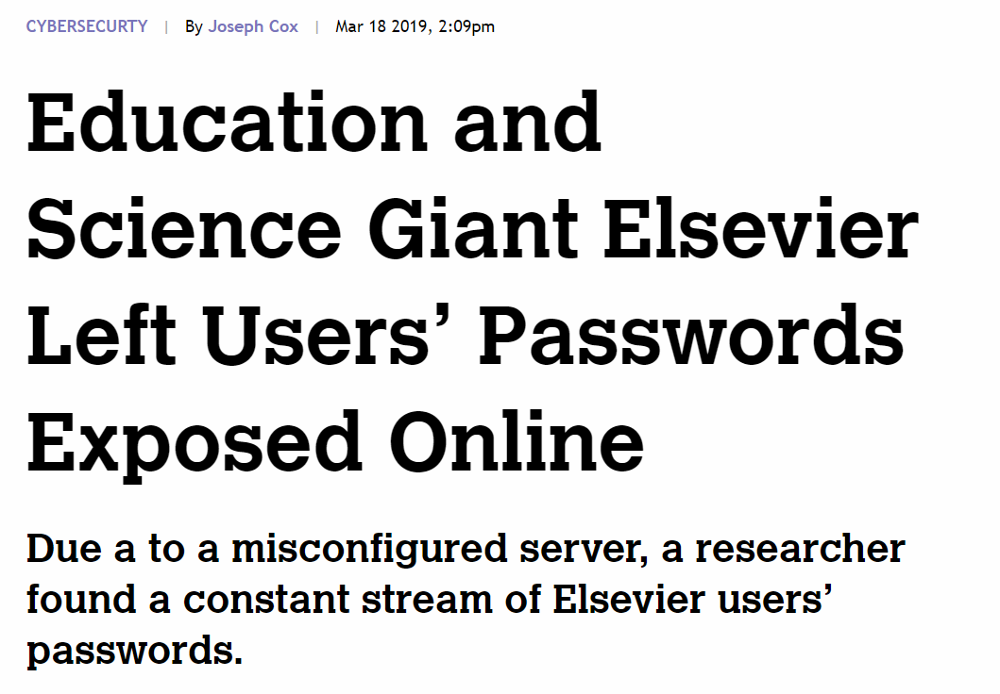 CYBERSECURTY | By Joseph Cox | Mar 18 2019, 2:09pm
Education and
Science Giant Elsevier
Left Users’ Passwords
Exposed Online
Due a to a misconfigured server, a researcher
found a constant stream of Elsevier users’
passwords.